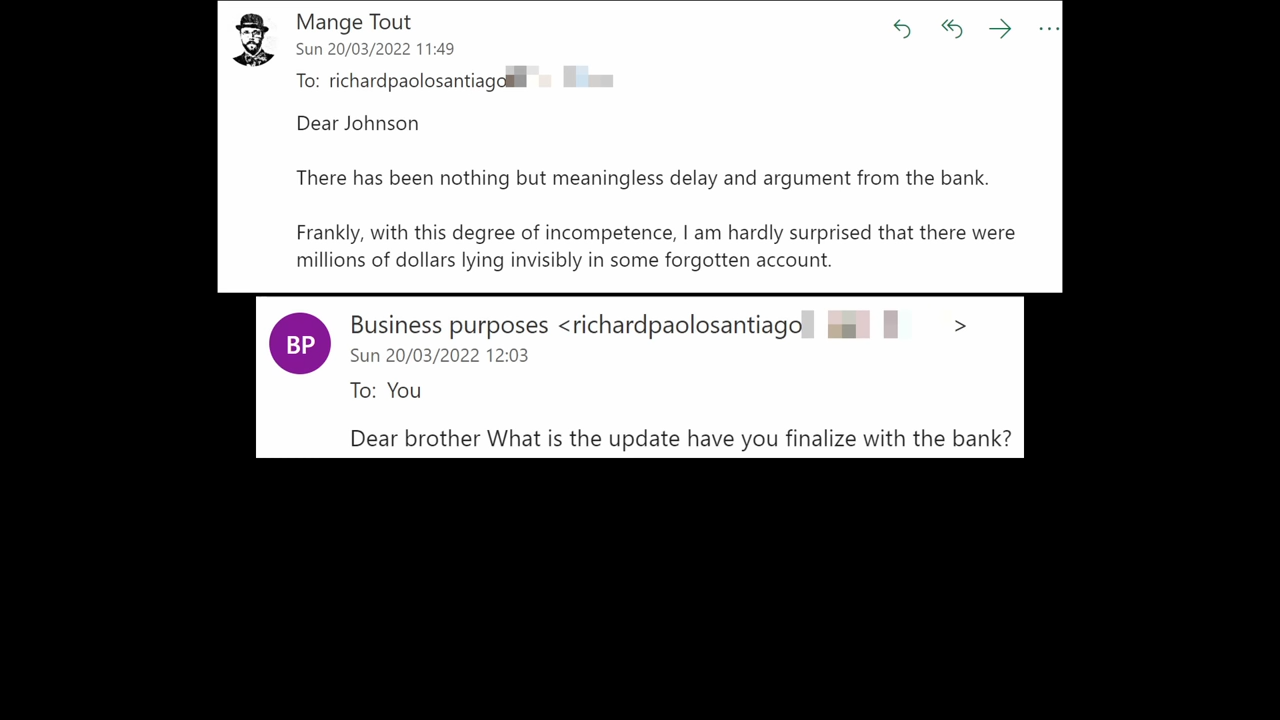 Mange Tout
Sun 20/03/2022 11:49
To: richardpaolosantiago
Dear Johnson
There has been nothing but meaningless delay and argument from the bank.
Frankly, with this degree of incompetence, I am hardly surprised that there were
millions of dollars lying invisibly in some forgotten account.
BP
Business purposes <richardpaolosantiago >
Sun 20/03/2022 12:03
To: You
Dear brother What is the update have you finalize with the bank?